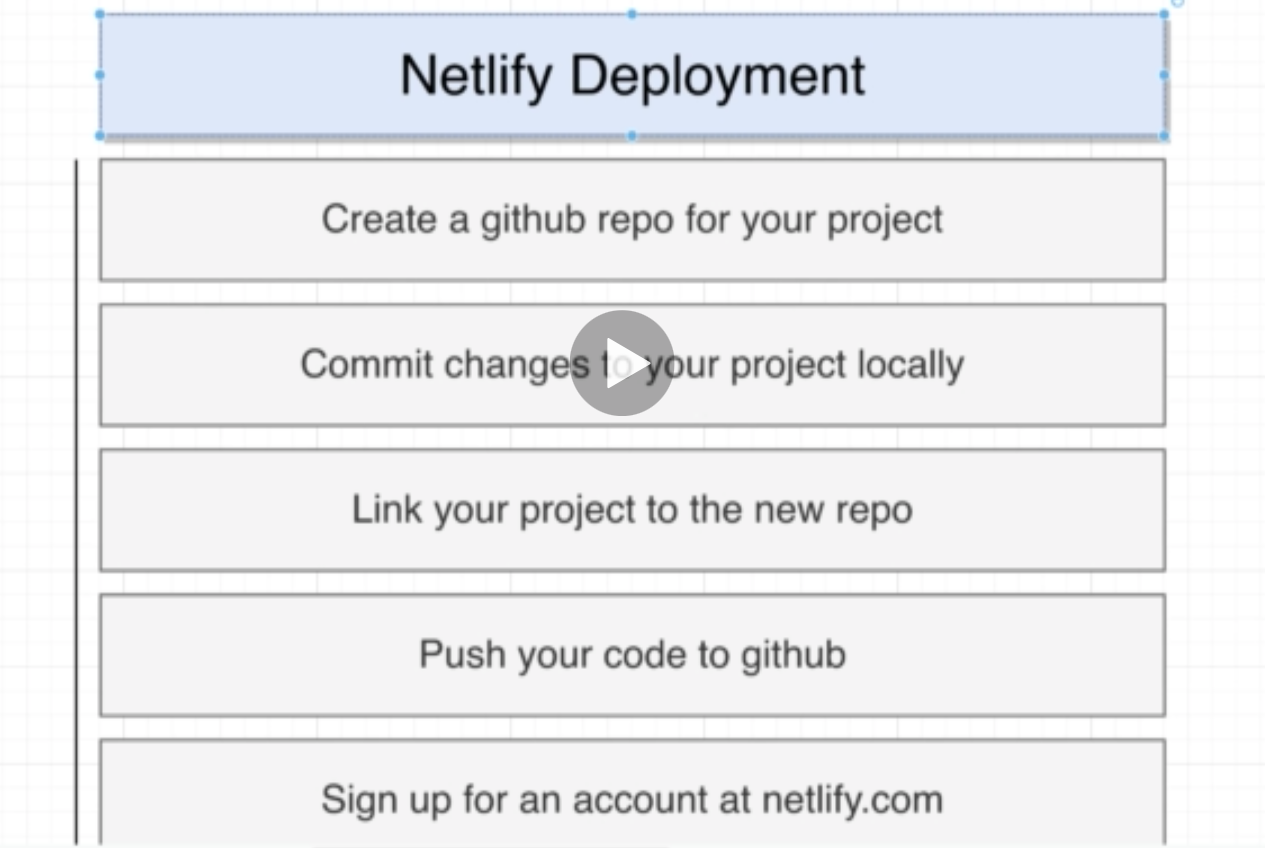 Netlify Deployment
Create a github repo for your project
Commit changes to your project locally
Link your project to the new repo
Push your code to github
Sign up for an account at netlify.com